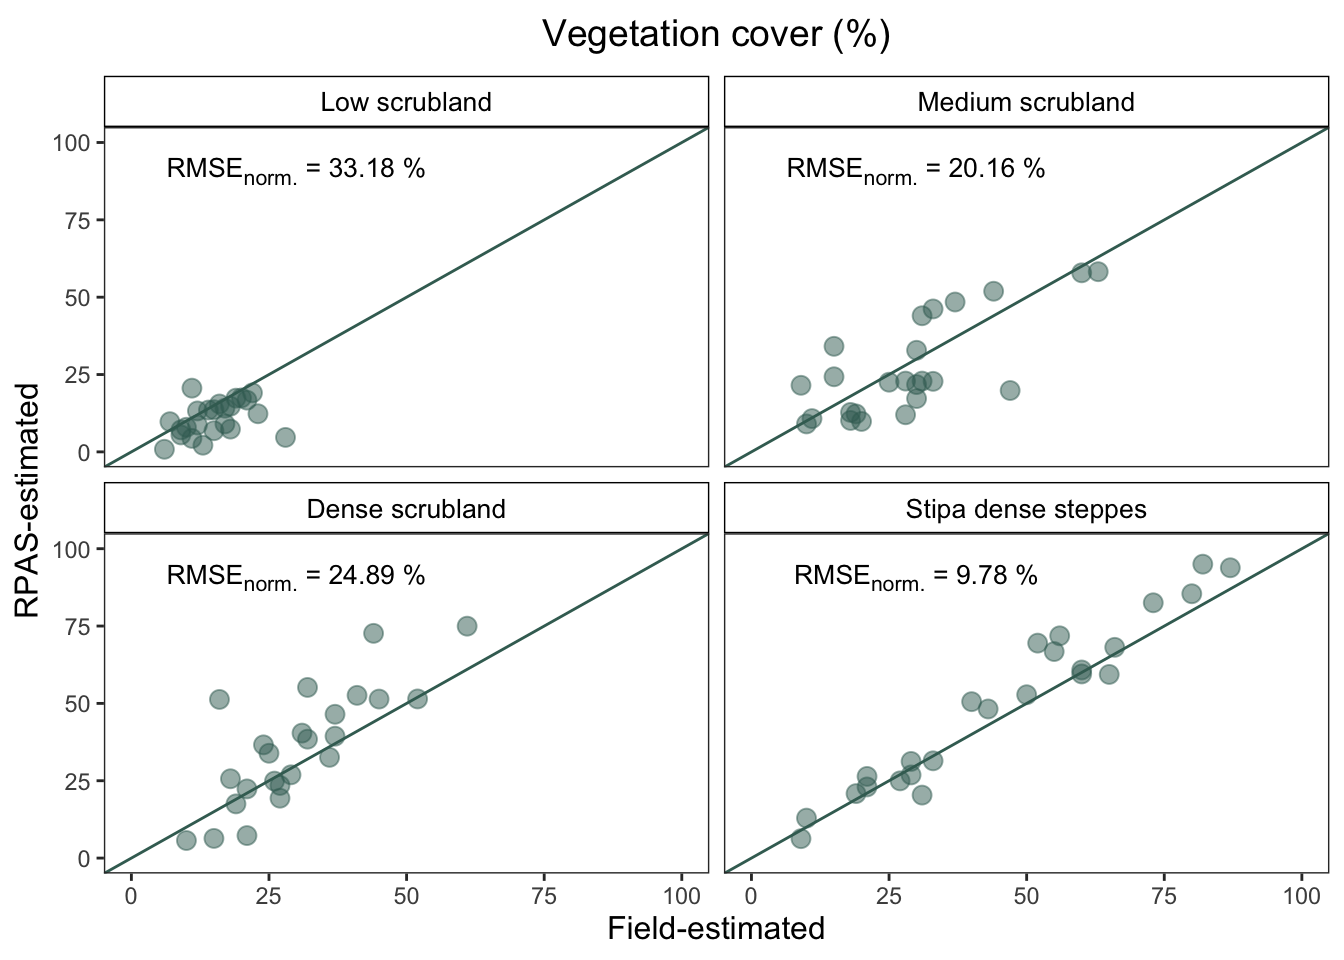 Vegetation cover (%)
Low scrubland
Medium scrubland
100
75
50
25
0
RMSEnorm. = 33.18 %
RMSEnorm. = 20.16 %
RPAS-estimated
Dense scrubland
Stipa dense steppes
100
75
50
25
0
RMSEnorm. = 24.89 %
RMSEnorm. = 9.78 %
0 25 50 75 100
0 25 50 75 100
Field-estimated